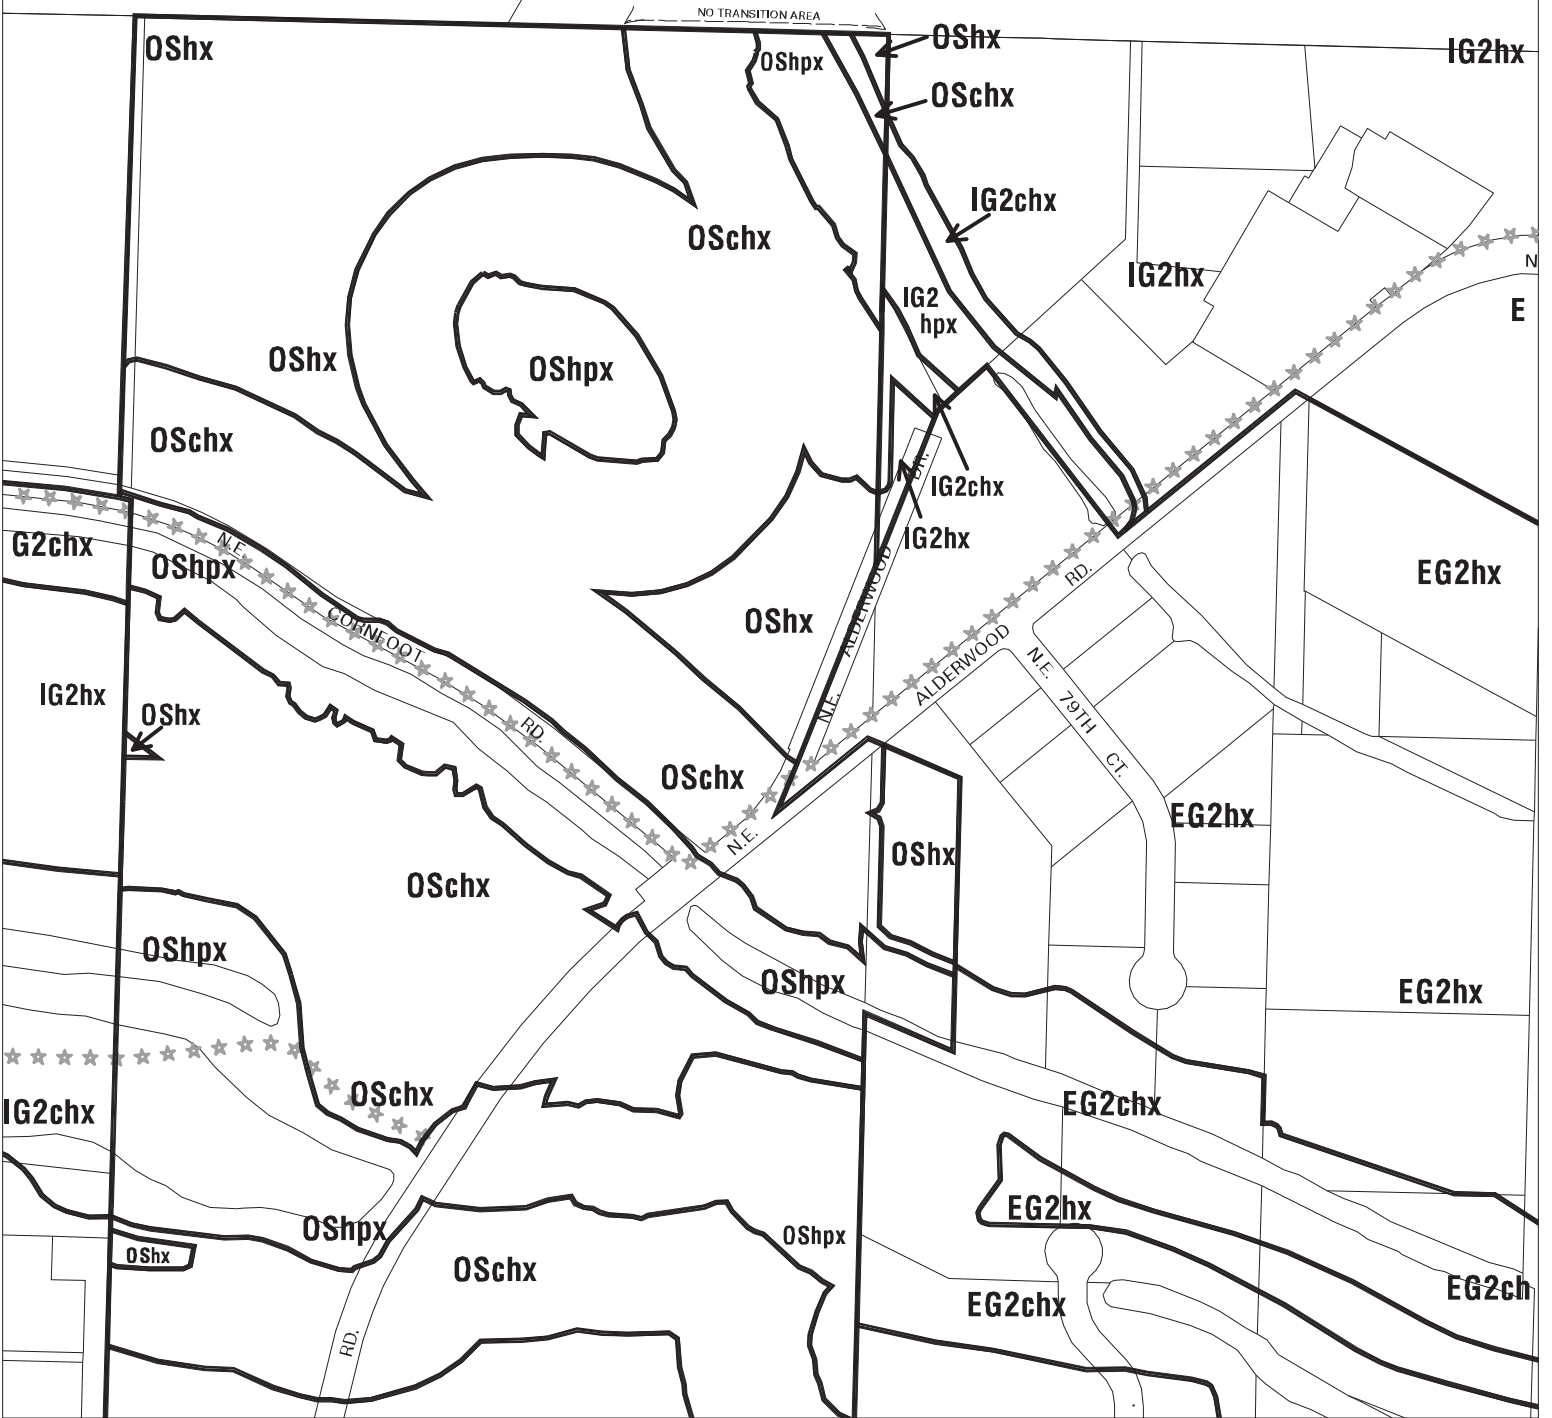 NO TRANSITION AREA
OShx
OShpx
OShx
IG2hx
OSchx
IG2chx
OSchx
IG2hx
N
IG2
hpx
E
OShx
OShpx
OSchx
IG2chx
DR.
IG2hx
G2chx
N.E.
OShpx
EG2hx
RD.
ALDERWOOD
CORNFOOT
OShx
ALDERWOOD
N.E.
IG2hx
OShx
N.E.
79TH
RD.
CT.
OSchx
EG2hx
N.E.
OShx
OSchx
OShpx
OShpx
EG2hx
OSchx
EG2chx
IG2chx
EG2hx
OShpx
OShpx
OShx
OSchx
EG2ch
EG2chx
RD.